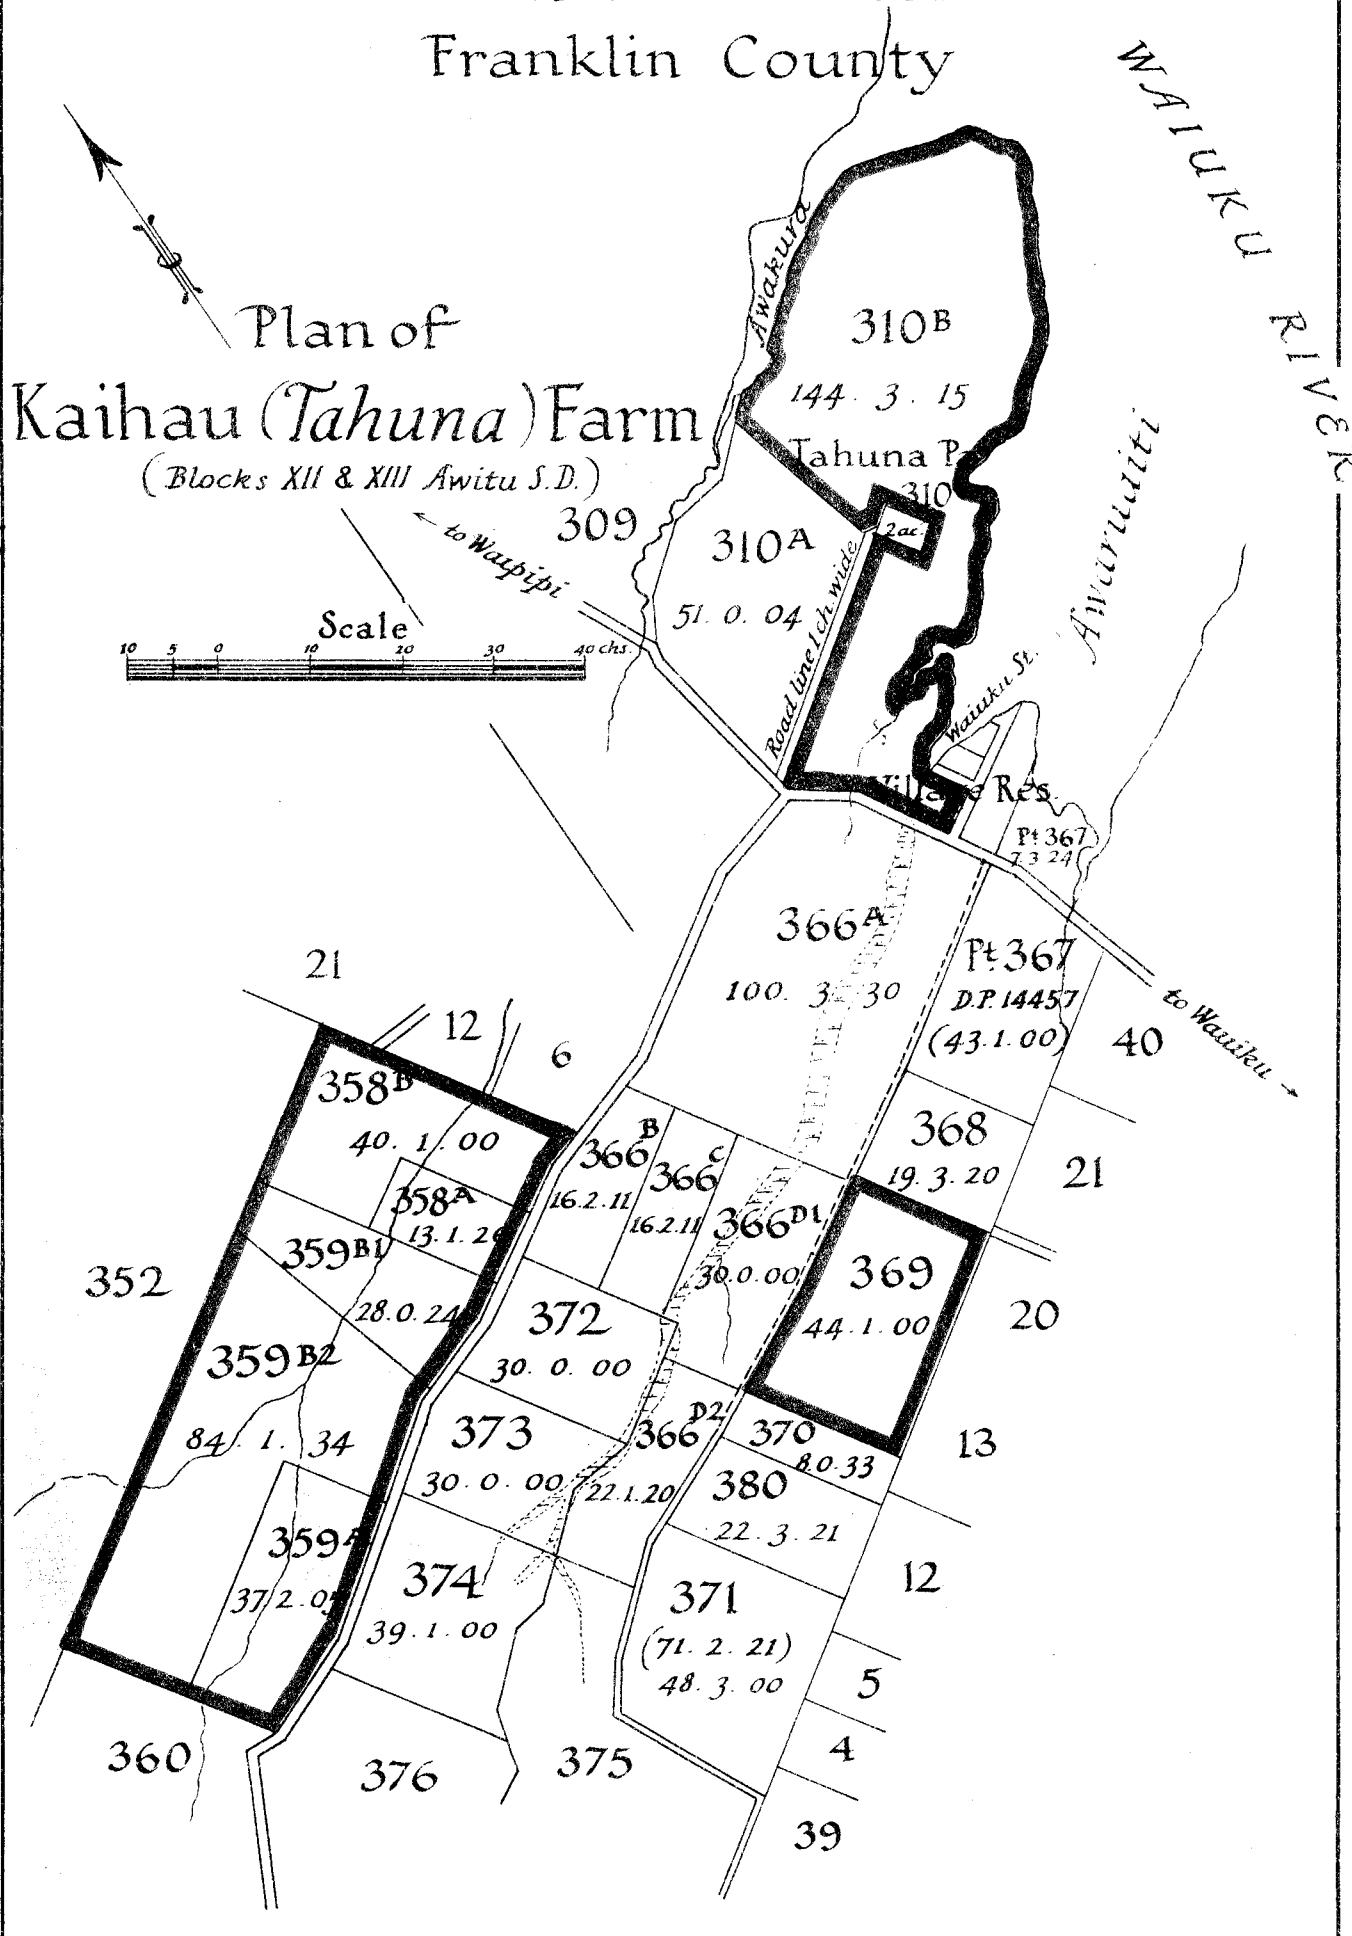 Franklin County
WAIUKU RIVER
Plan of
Kaihau (Tahuna) Farm
(Blocks XII & XIII Awitu S.D.)
Awakura
310B
144. 3. 15
Tahuna
310
2ac.
309
← to Waipipi
310A
51. 0. 04
Road line 1 ch. wide
Awaruaiti
Scale
10 5 0 10 20 30 40 chs.
Waiuku St.
Village Res.
Pt 367
7 3 24
366A
100. 3. 30
Pt. 367
D.P. 14457
(43. 1. 00)
to Waiuku →
40
21
12
6
358B
40. 1. 00
358A
13. 1. 26
366B
16. 2. 11
366C
16. 2. 11
366D1
30. 0. 00
368
19. 3. 20
21
352
359B1
28. 0. 24
369
44. 1. 00
20
359B2
84. 1. 34
372
30. 0. 00
373
30. 0. 00
366D2
22. 1. 20
370
8. 0. 33
13
380
22. 3. 21
359A
37 2. 05
374
39. 1. 00
371
(71. 2. 21)
48. 3. 00
12
5
4
360
376
375
39